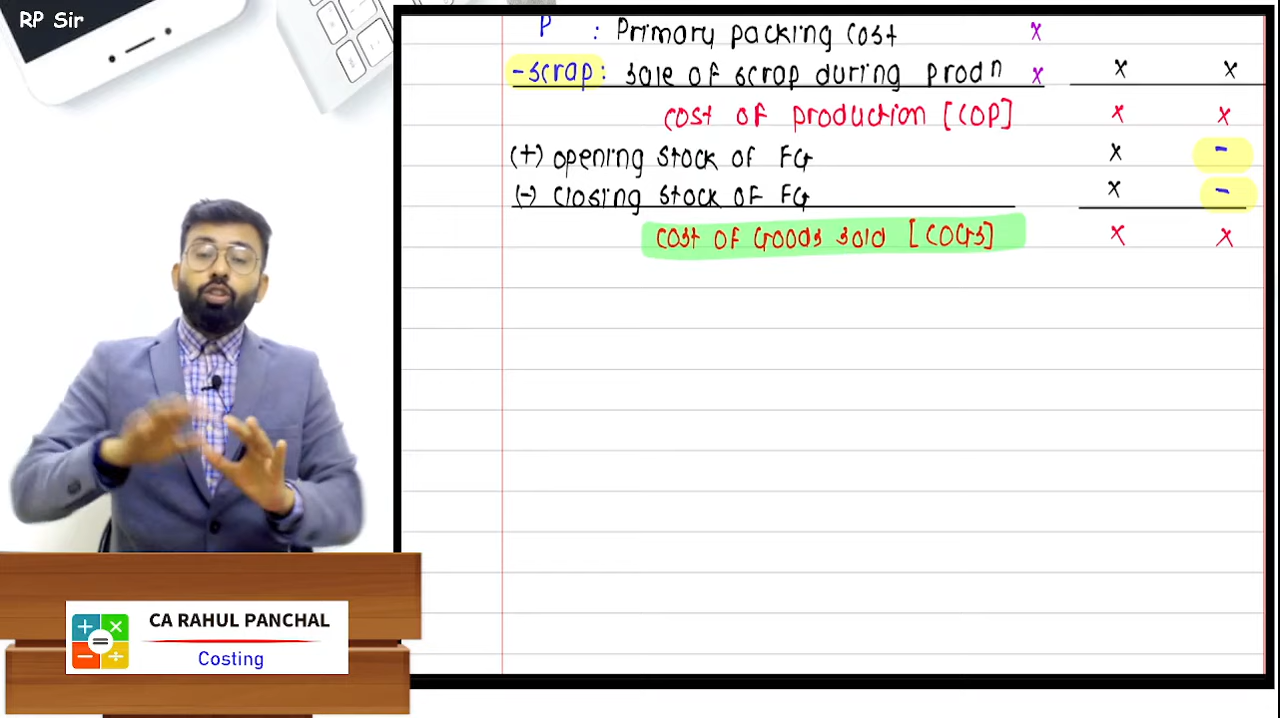 RP Sir
P : Primary packing cost x
-scrap: sale of scrap during prodn x x x
cost of production [COP] x x
(+) opening stock of FG x -
(-) closing stock of FG x -
cost of Goods sold [COGS] x x
CA RAHUL PANCHAL
Costing